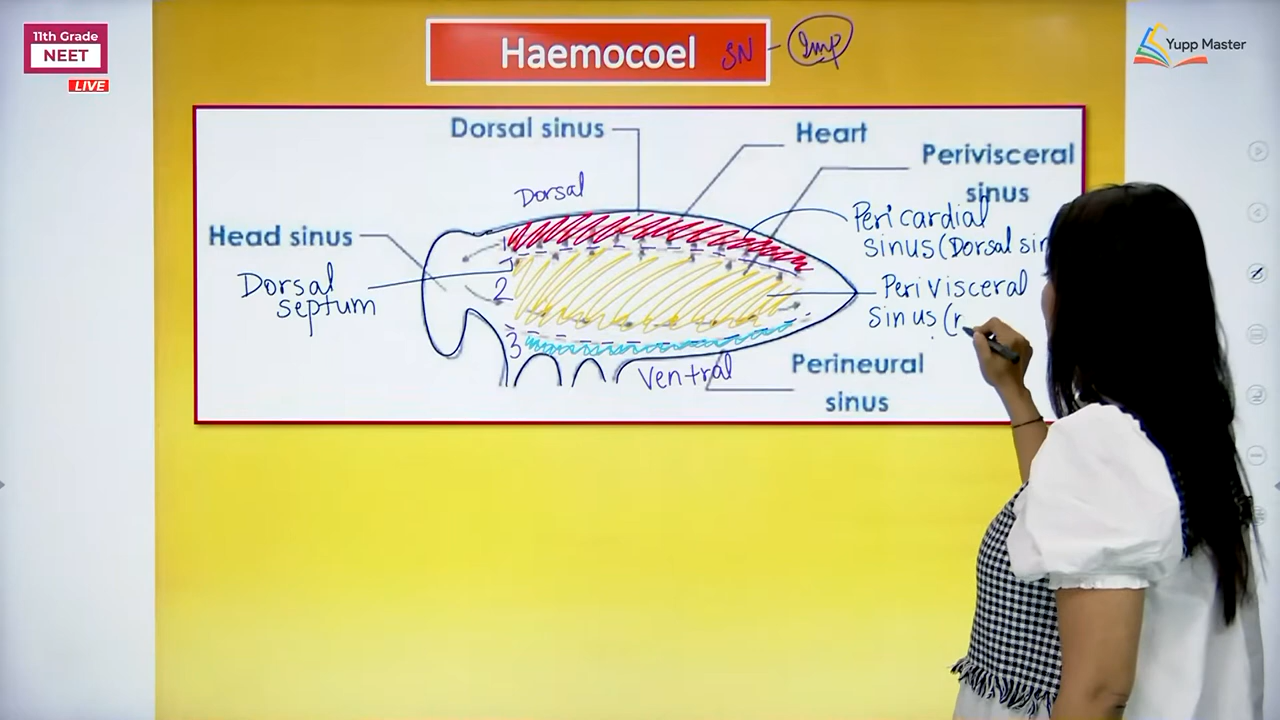 11th Grade
NEET
LIVE
Haemocoel SN - Imp
Yupp Master
Dorsal sinus
Heart
Perivisceral
sinus
Dorsal
Pericardial
sinus (Dorsal sin
Head sinus
Dorsal
septum
1
2
3
Perivisceral
sinus (
Ventral
Perineural
sinus